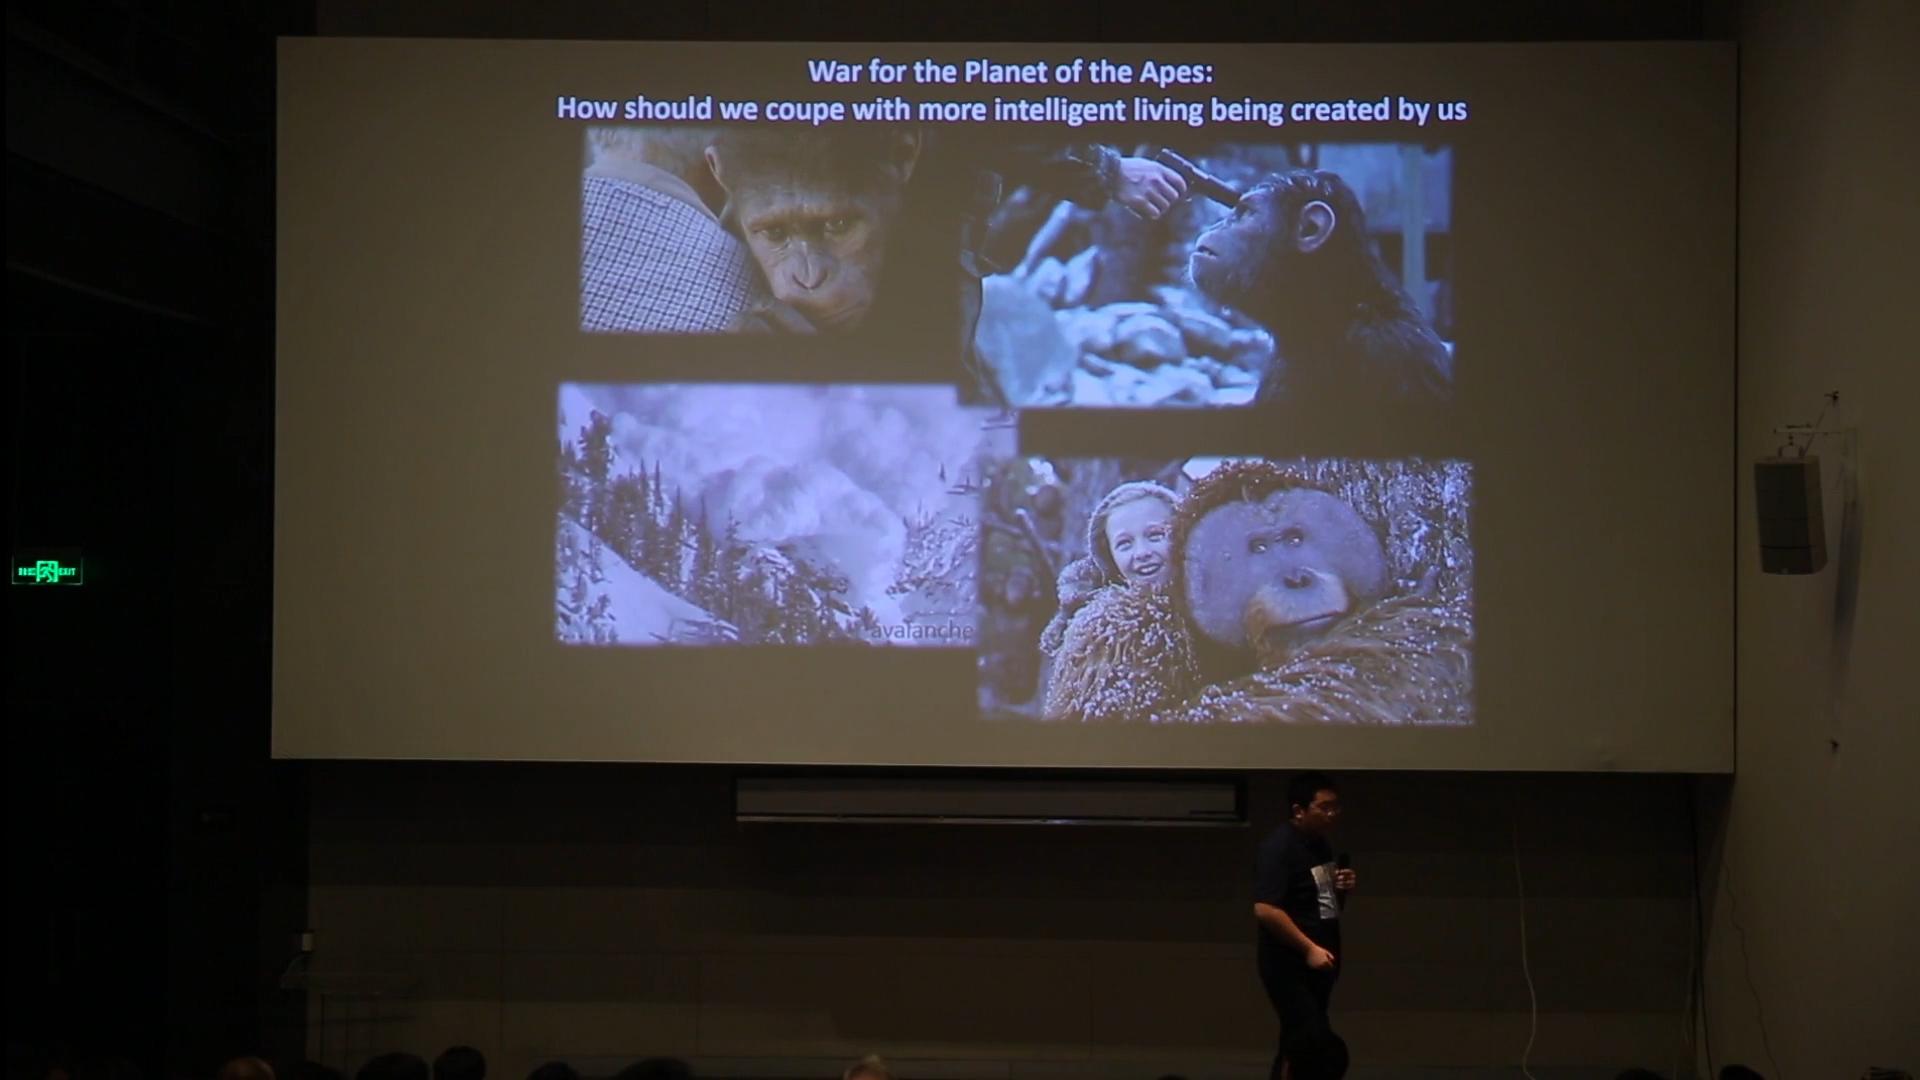 War for the Planet of the Apes:
How should we coupe with more intelligent living being created by us
avalanche
EXIT